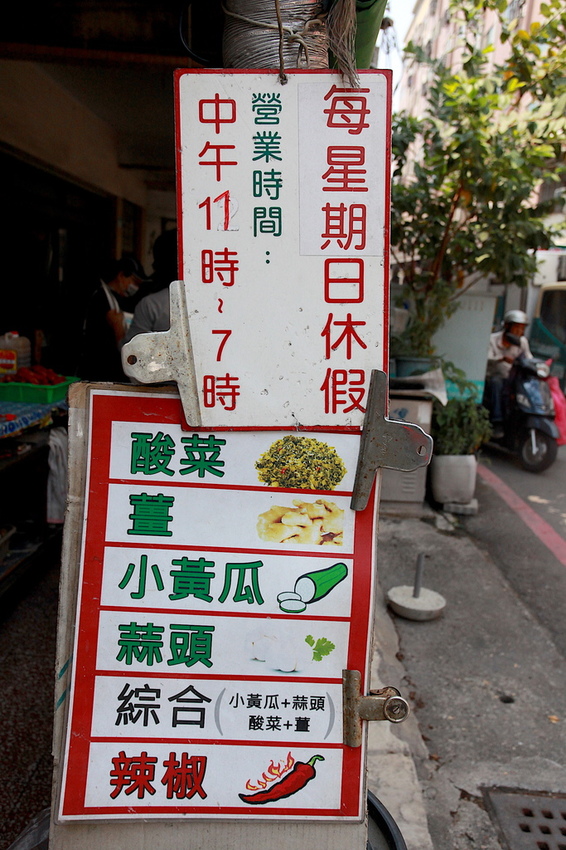 每星期日休假
營業時間：
中午11時~7時
酸菜
薑
小黃瓜
蒜頭
綜合(小黃瓜+蒜頭
酸菜+薑)
辣椒